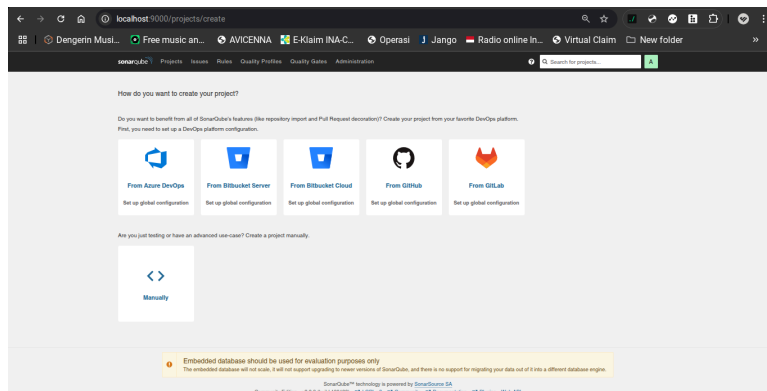 localhost:9000/projects/create
Dengerin Musi... Free music an... AVICENNA E-Klaim INA-C... Operasi Jango Radio online In... Virtual Claim New folder »
sonarqube Projects Issues Rules Quality Profiles Quality Gates Administration ? Search for projects... A
How do you want to create your project?
Do you want to benefit from all of SonarQube's features (like repository import and Pull Request decoration)? Create your project from your favorite DevOps platform.
First, you need to set up a DevOps platform configuration.
From Azure DevOps From Bitbucket Server From Bitbucket Cloud From GitHub From GitLab
Set up global configuration Set up global configuration Set up global configuration Set up global configuration Set up global configuration
Are you just testing or have an advanced use-case? Create a project manually.
Manually
Embedded database should be used for evaluation purposes only
The embedded database will not scale, it will not support upgrading to newer versions of SonarQube, and there is no support for migrating your data out of it into a different database engine.
SonarQube™ technology is powered by SonarSource SA